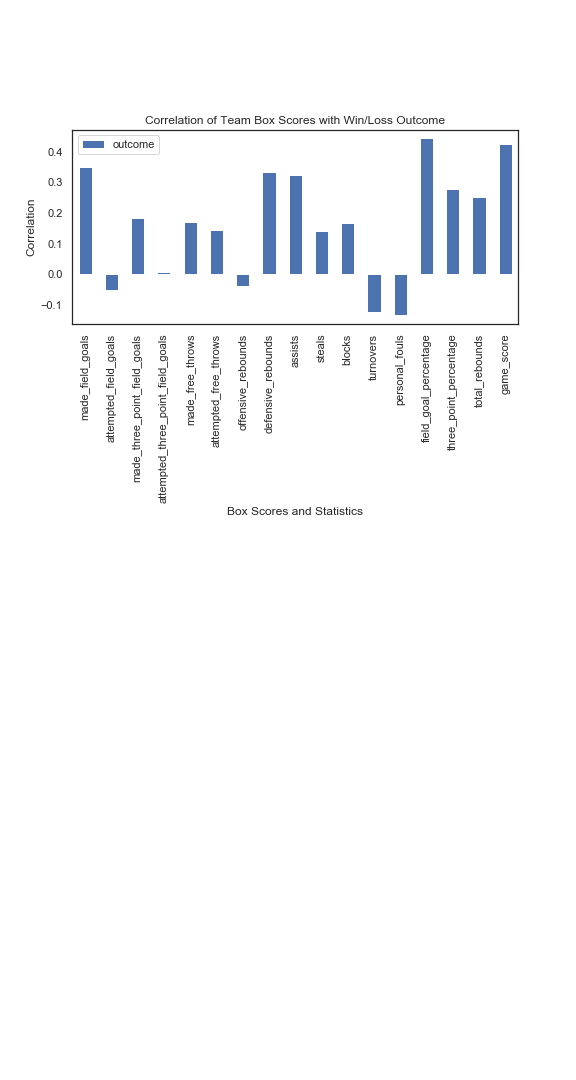 Correlation of Team Box Scores with Win/Loss Outcome
outcome
Correlation
0.4
0.3
0.2
0.1
0.0
−0.1
made_field_goals
attempted_field_goals
made_three_point_field_goals
attempted_three_point_field_goals
made_free_throws
attempted_free_throws
offensive_rebounds
defensive_rebounds
assists
steals
blocks
turnovers
personal_fouls
field_goal_percentage
three_point_percentage
total_rebounds
game_score
Box Scores and Statistics